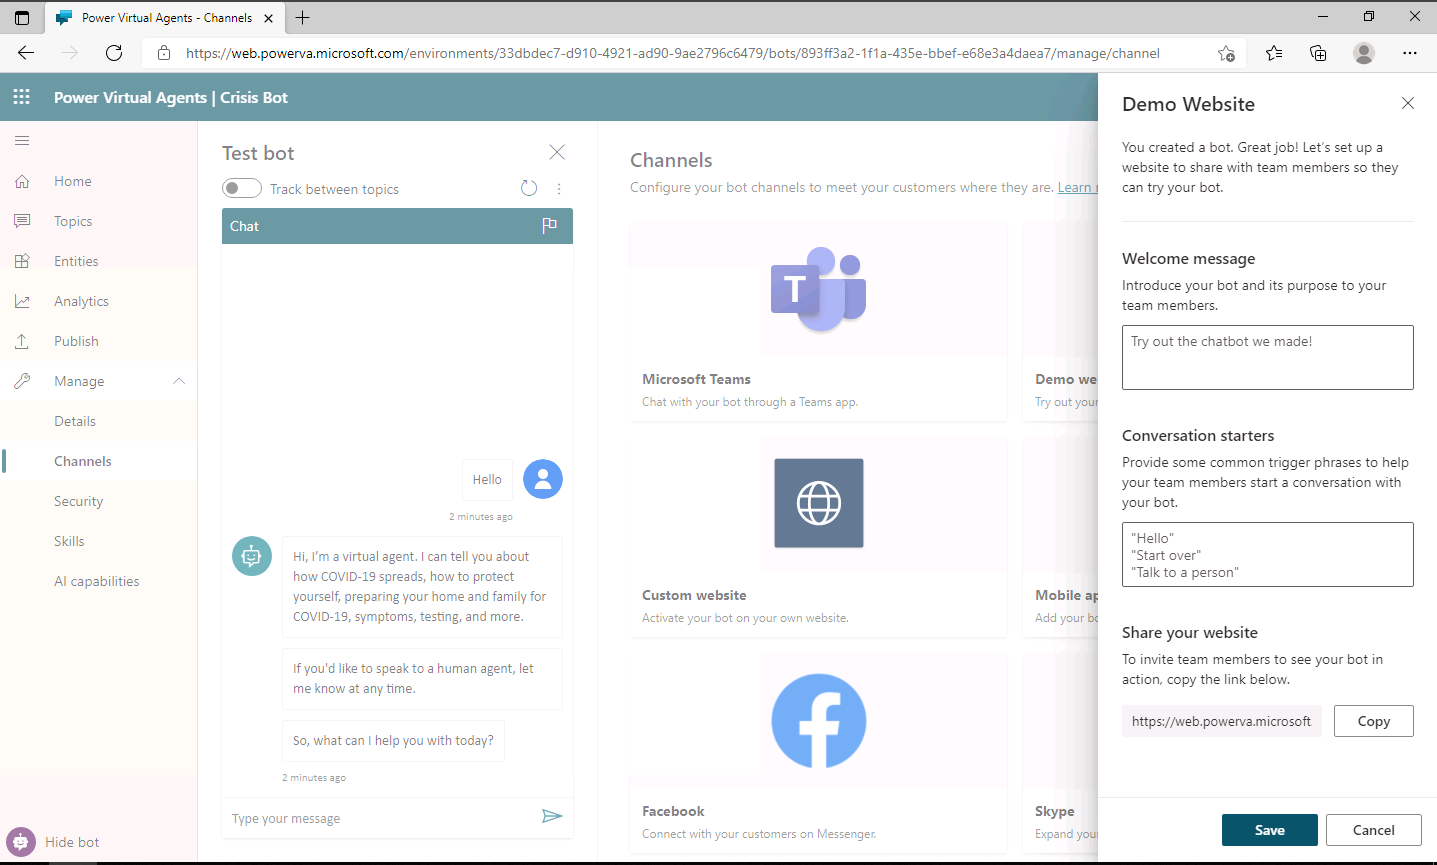 Power Virtual Agents - Channels
https://web.powerva.microsoft.com/environments/33dbdec7-d910-4921-ad90-9ae2796c6479/bots/893ff3a2-1f1a-435e-bbef-e68e3a4daea7/manage/channel
Power Virtual Agents | Crisis Bot
Home
Topics
Entities
Analytics
Publish
Manage
Details
Channels
Security
Skills
AI capabilities
Hide bot
Test bot
Track between topics
Chat
Hello
2 minutes ago
Hi, I'm a virtual agent. I can tell you about
how COVID-19 spreads, how to protect
yourself, preparing your home and family for
COVID-19, symptoms, testing, and more.
If you'd like to speak to a human agent, let
me know at any time.
So, what can I help you with today?
2 minutes ago
Type your message
Channels
Configure your bot channels to meet your customers where they are. Learn
T
Microsoft Teams
Chat with your bot through a Teams app.
Demo we
Try out your
Custom website
Activate your bot on your own website.
Mobile ap
Add your bo
Facebook
Connect with your customers on Messenger.
Skype
Expand your
Demo Website
You created a bot. Great job! Let's set up a
website to share with team members so they
can try your bot.
Welcome message
Introduce your bot and its purpose to your
team members.
Try out the chatbot we made!
Conversation starters
Provide some common trigger phrases to help
your team members start a conversation with
your bot.
"Hello"
"Start over"
"Talk to a person"
Share your website
To invite team members to see your bot in
action, copy the link below.
https://web.powerva.microsoft
Copy
Save
Cancel